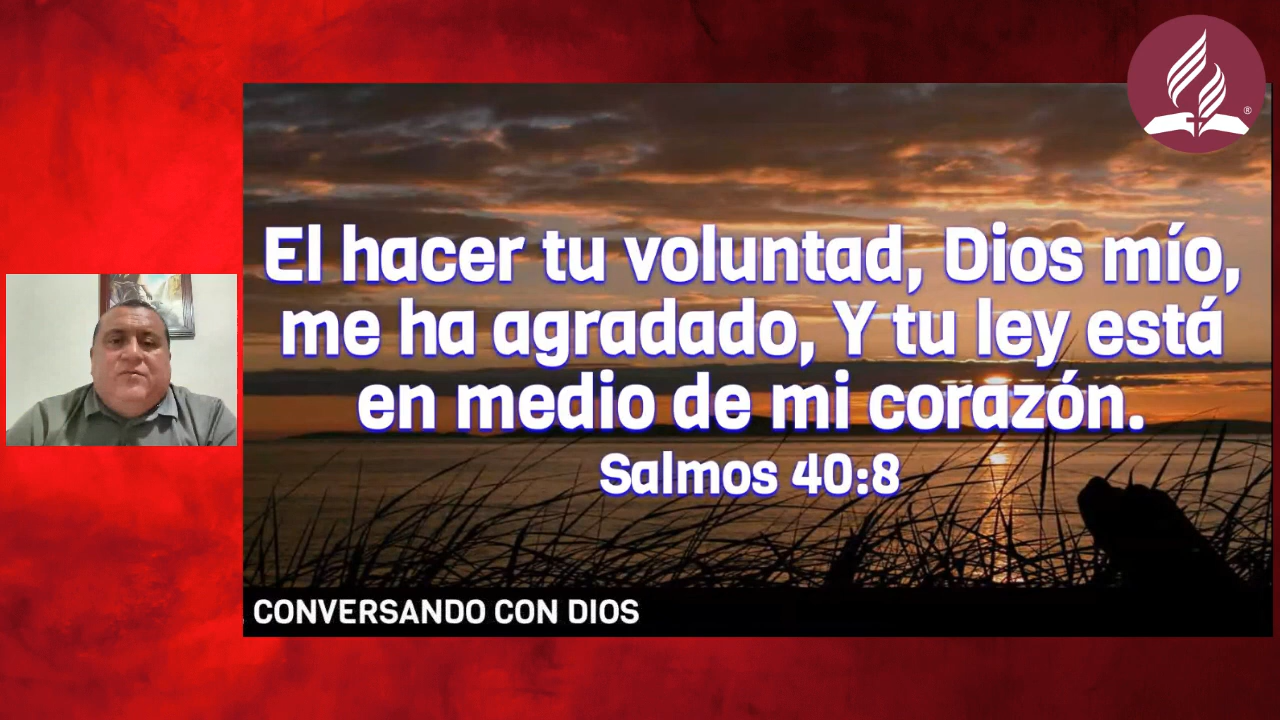 El hacer tu voluntad, Dios mío,
me ha agradado, Y tu ley está
en medio de mi corazón.
Salmos 40:8
CONVERSANDO CON DIOS
®